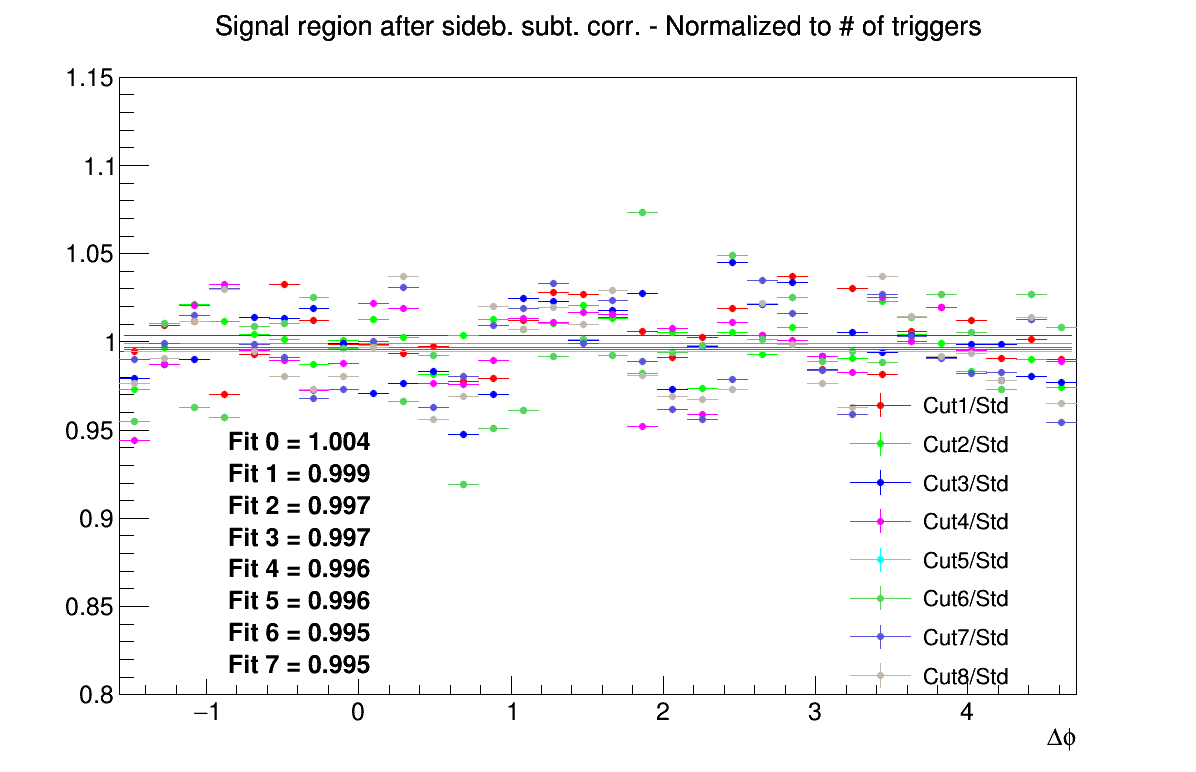 Signal region after sideb. subt. corr. - Normalized to # of triggers
1.15
1.1
1.05
1
0.95
0.9
0.85
0.8
Fit 0 = 1.004
Fit 1 = 0.999
Fit 2 = 0.997
Fit 3 = 0.997
Fit 4 = 0.996
Fit 5 = 0.996
Fit 6 = 0.995
Fit 7 = 0.995
Cut1/Std
Cut2/Std
Cut3/Std
Cut4/Std
Cut5/Std
Cut6/Std
Cut7/Std
Cut8/Std
−1 0 1 2 3 4
Δϕ